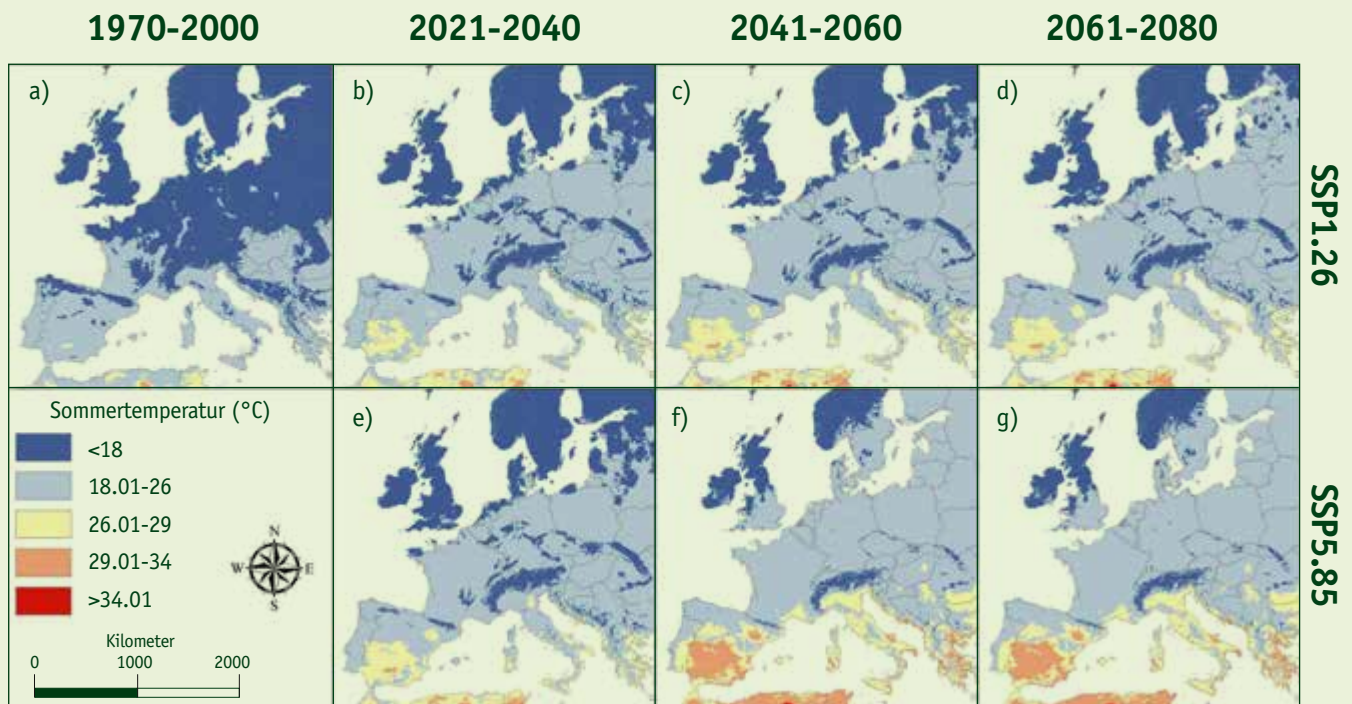 1970-2000
2021-2040
2041-2060
2061-2080
a)
b)
c)
d)
SSP1.26
Sommertemperatur (°C)
<18
18.01-26
26.01-29
29.01-34
>34.01
N
W
E
S
Kilometer
0 1000 2000
e)
f)
g)
SSP5.85